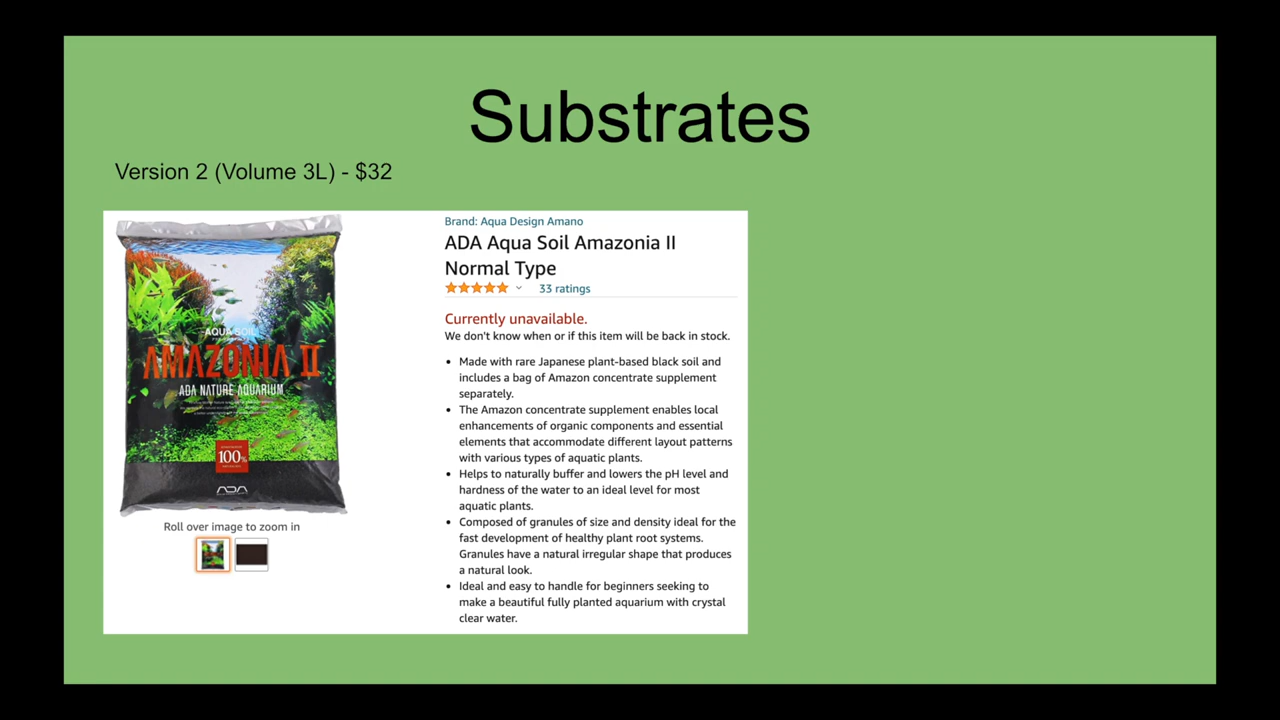 Substrates
Version 2 (Volume 3L) - $32
AQUA SOIL
AMAZONIA II
ADA NATURE AQUARIUM
100%
ADA
Roll over image to zoom in
Brand: Aqua Design Amano
ADA Aqua Soil Amazonia II
Normal Type
33 ratings
Currently unavailable.
We don't know when or if this item will be back in stock.
• Made with rare Japanese plant-based black soil and
includes a bag of Amazon concentrate supplement
separately.
• The Amazon concentrate supplement enables local
enhancements of organic components and essential
elements that accommodate different layout patterns
with various types of aquatic plants.
• Helps to naturally buffer and lowers the pH level and
hardness of the water to an ideal level for most
aquatic plants.
• Composed of granules of size and density ideal for the
fast development of healthy plant root systems.
Granules have a natural irregular shape that produces
a natural look.
• Ideal and easy to handle for beginners seeking to
make a beautiful fully planted aquarium with crystal
clear water.